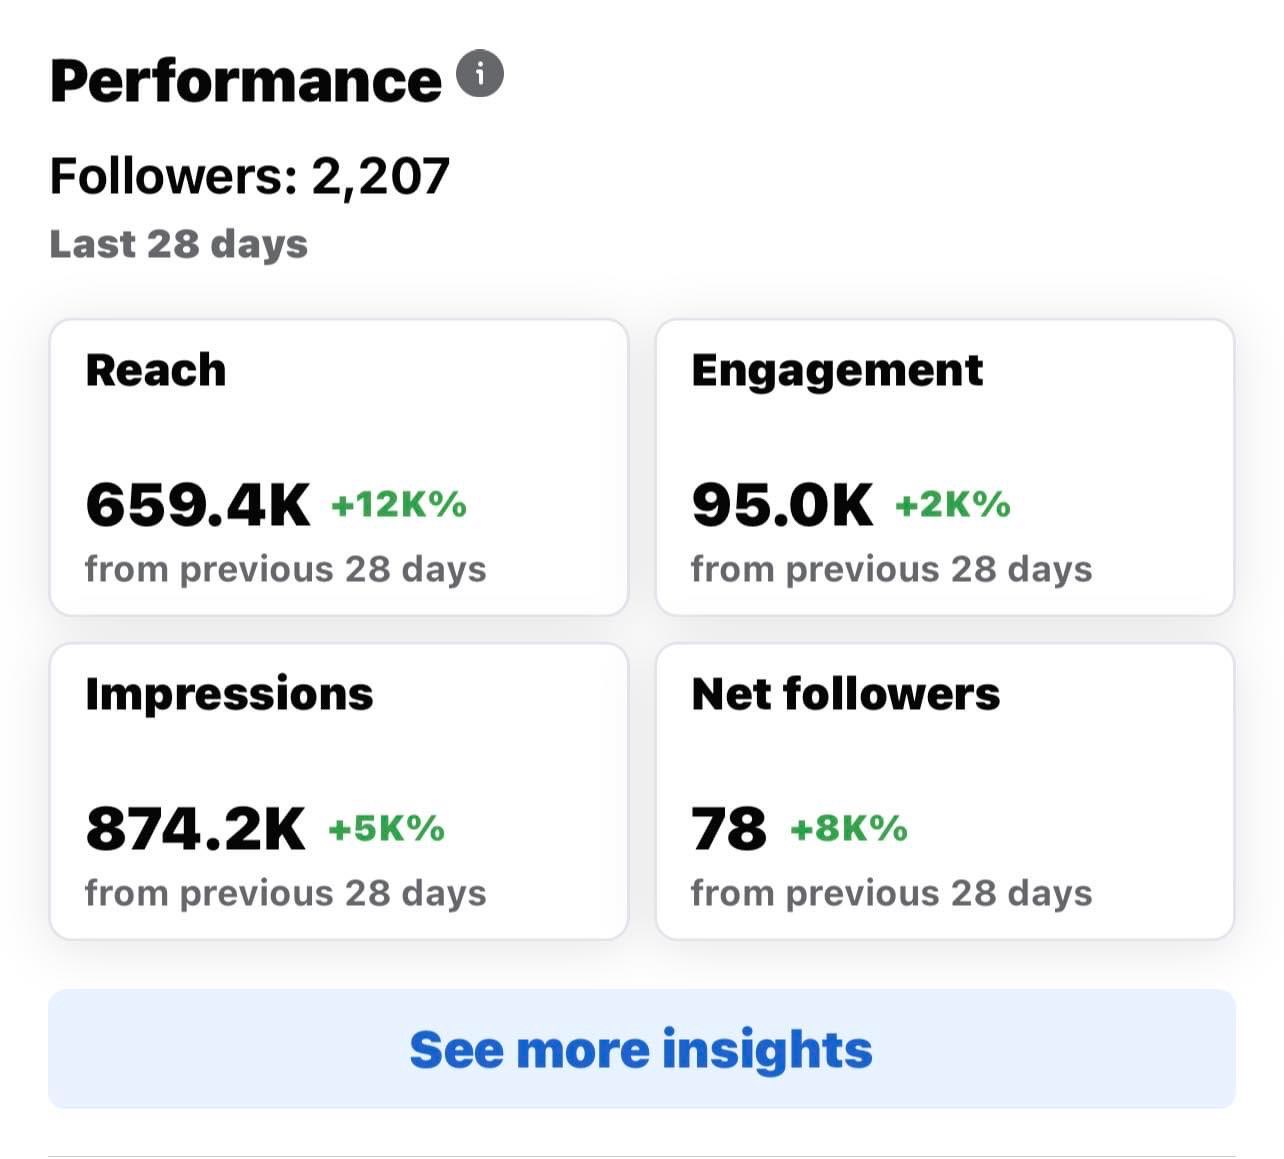 Performance
Followers: 2,207
Last 28 days
Reach
659.4K +12K%
from previous 28 days
Engagement
95.0K +2K%
from previous 28 days
Impressions
874.2K +5K%
from previous 28 days
Net followers
78 +8K%
from previous 28 days
See more insights